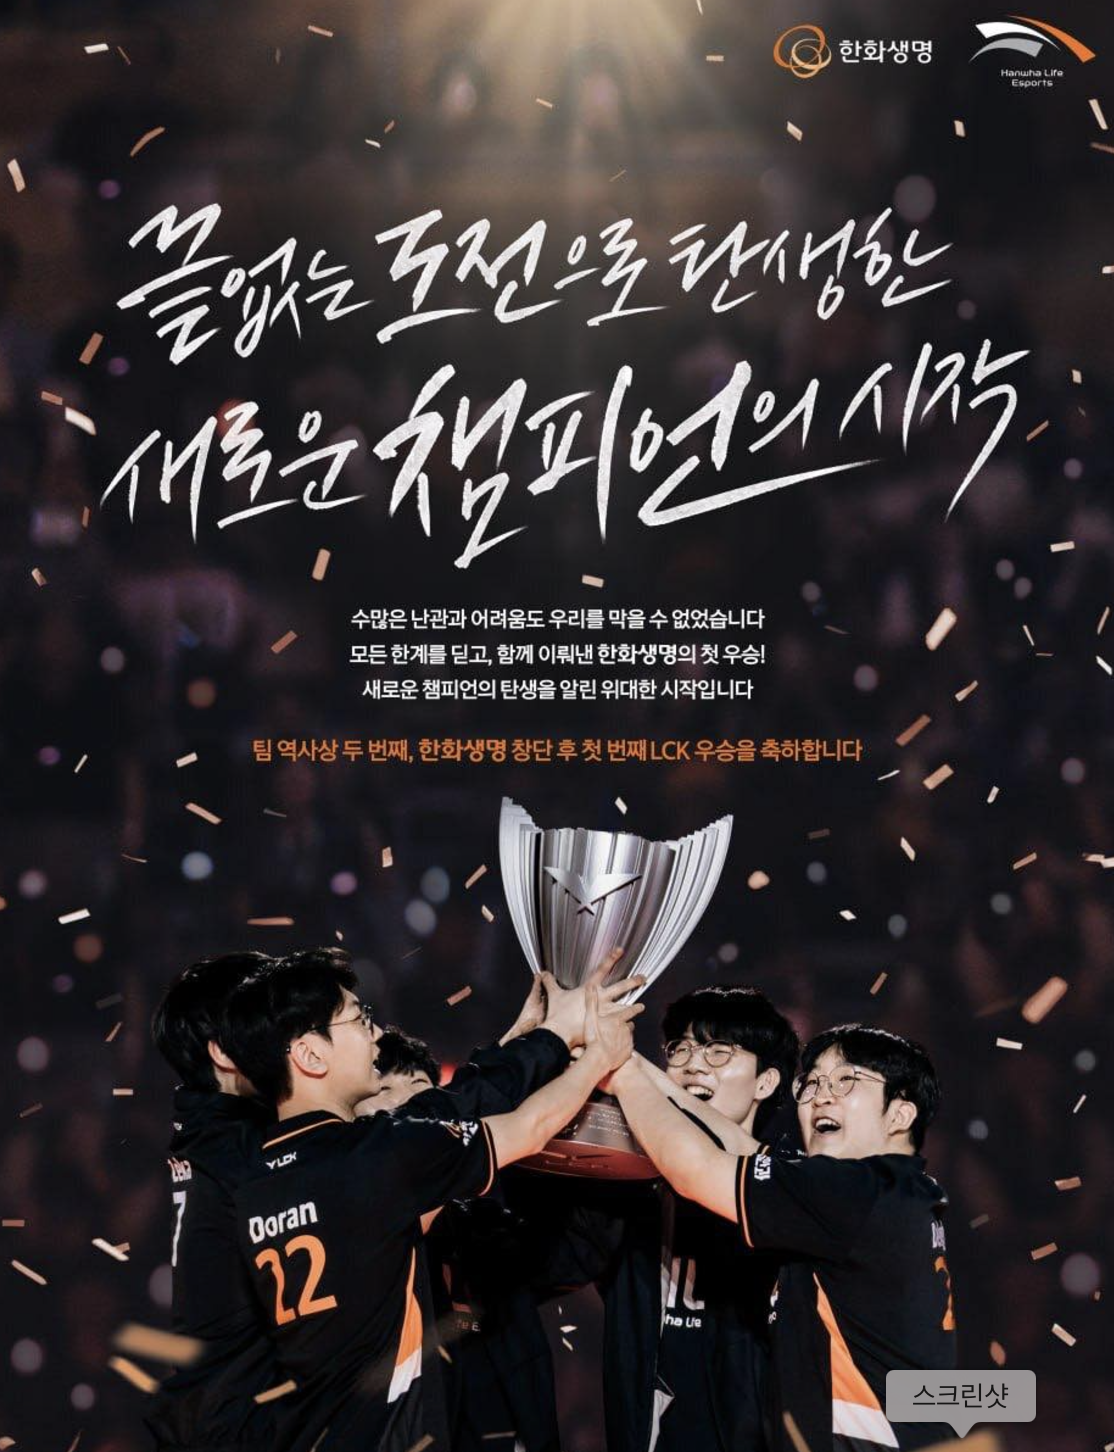 한화생명
Hanwha Life
Esports
끝없는 도전으로 탄생한
새로운 챔피언의 시작
수많은 난관과 어려움도 우리를 막을 수 없었습니다
모든 한계를 딛고, 함께 이뤄낸 한화생명의 첫 우승!
새로운 챔피언의 탄생을 알린 위대한 시작입니다
팀 역사상 두 번째, 한화생명 창단 후 첫 번째 LCK 우승을 축하합니다
LCK
Doran
22
7
스크린샷